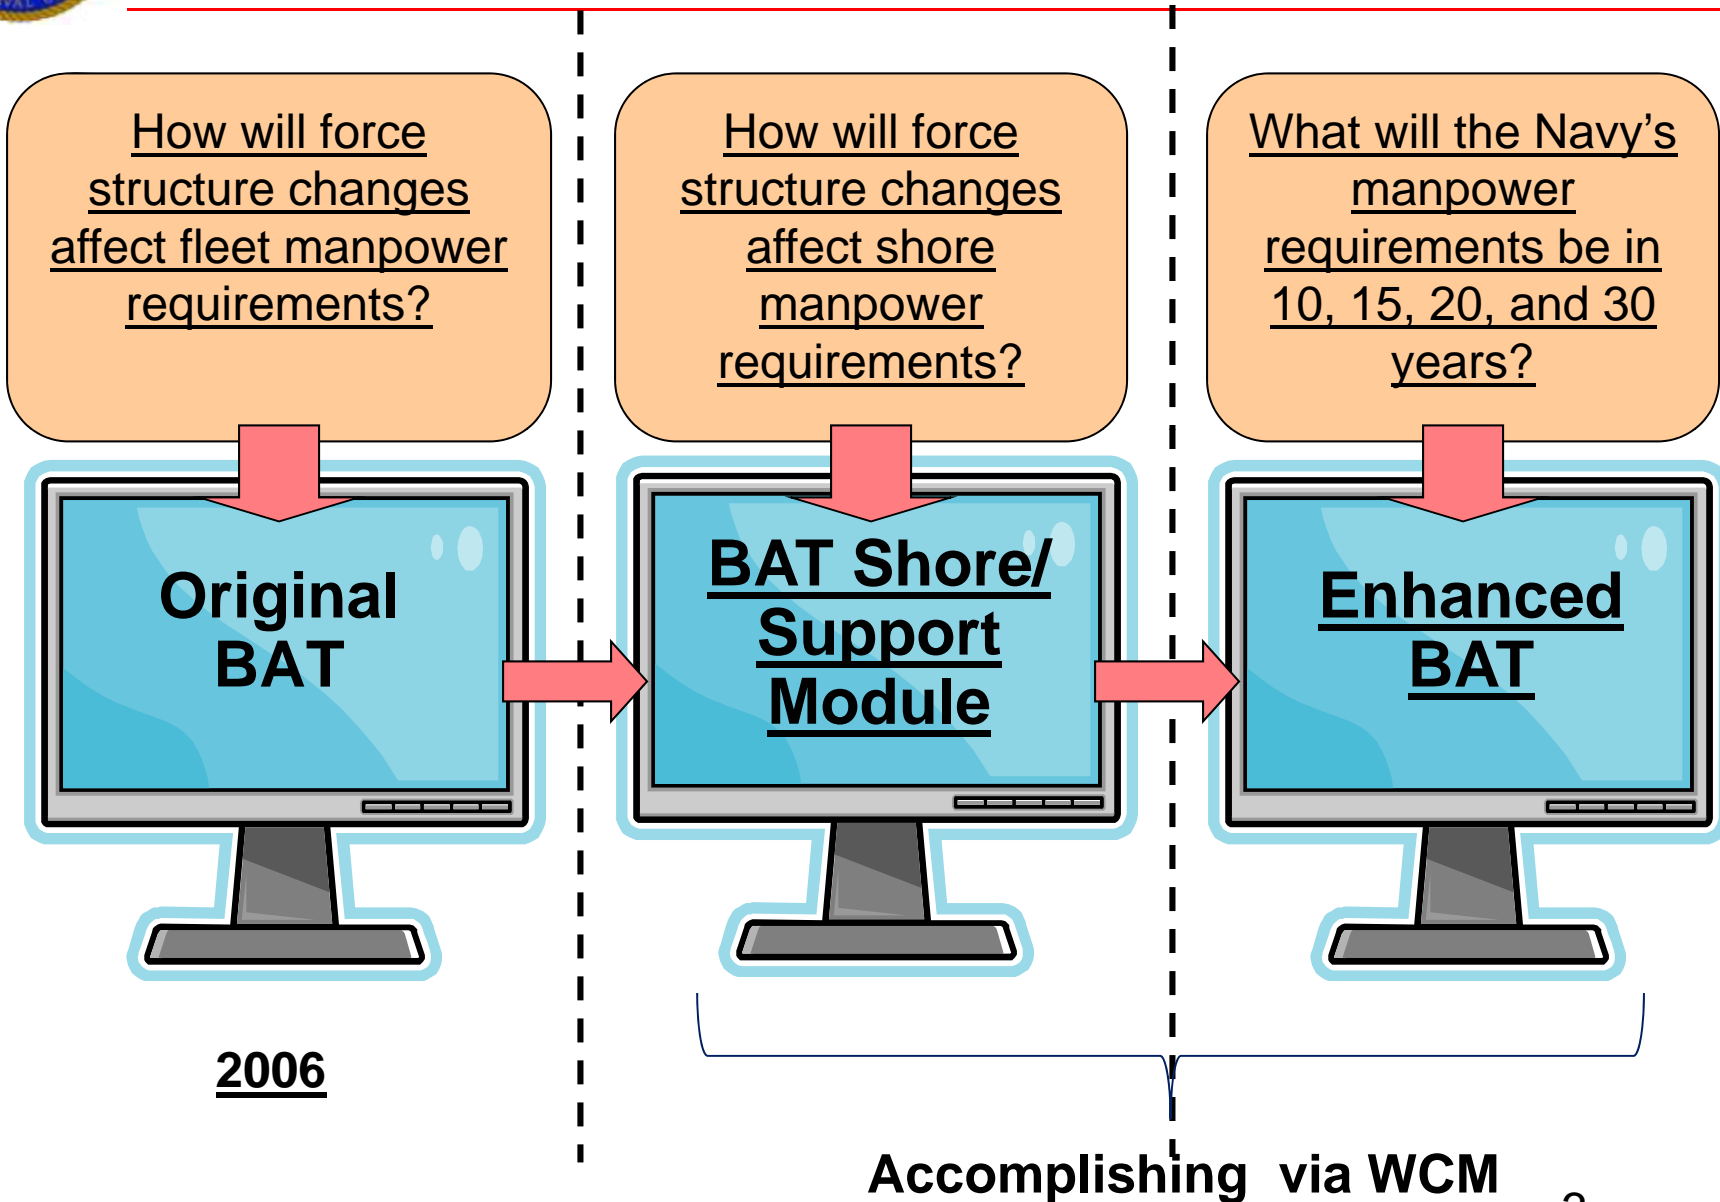 How will force
structure changes
affect fleet manpower
requirements?
How will force
structure changes
affect shore
manpower
requirements?
What will the Navy’s
manpower
requirements be in
10, 15, 20, and 30
years?
Original
BAT
BAT Shore/
Support
Module
Enhanced
BAT
2006
Accomplishing via WCM